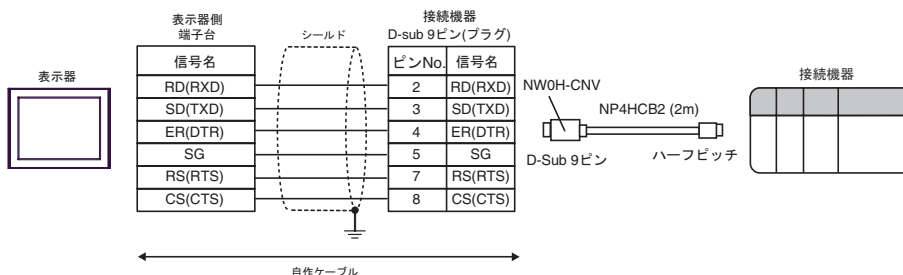 表示器
表示器側
端子台
信号名
RD(RXD)
SD(TXD)
ER(DTR)
SG
RS(RTS)
CS(CTS)
シールド
接続機器
D-sub 9ピン(プラグ)
ピンNo. 信号名
2 RD(RXD)
3 SD(TXD)
4 ER(DTR)
5 SG
7 RS(RTS)
8 CS(CTS)
自作ケーブル
NW0H-CNV
NP4HCB2 (2m)
D-Sub 9ピン
ハーフピッチ
接続機器